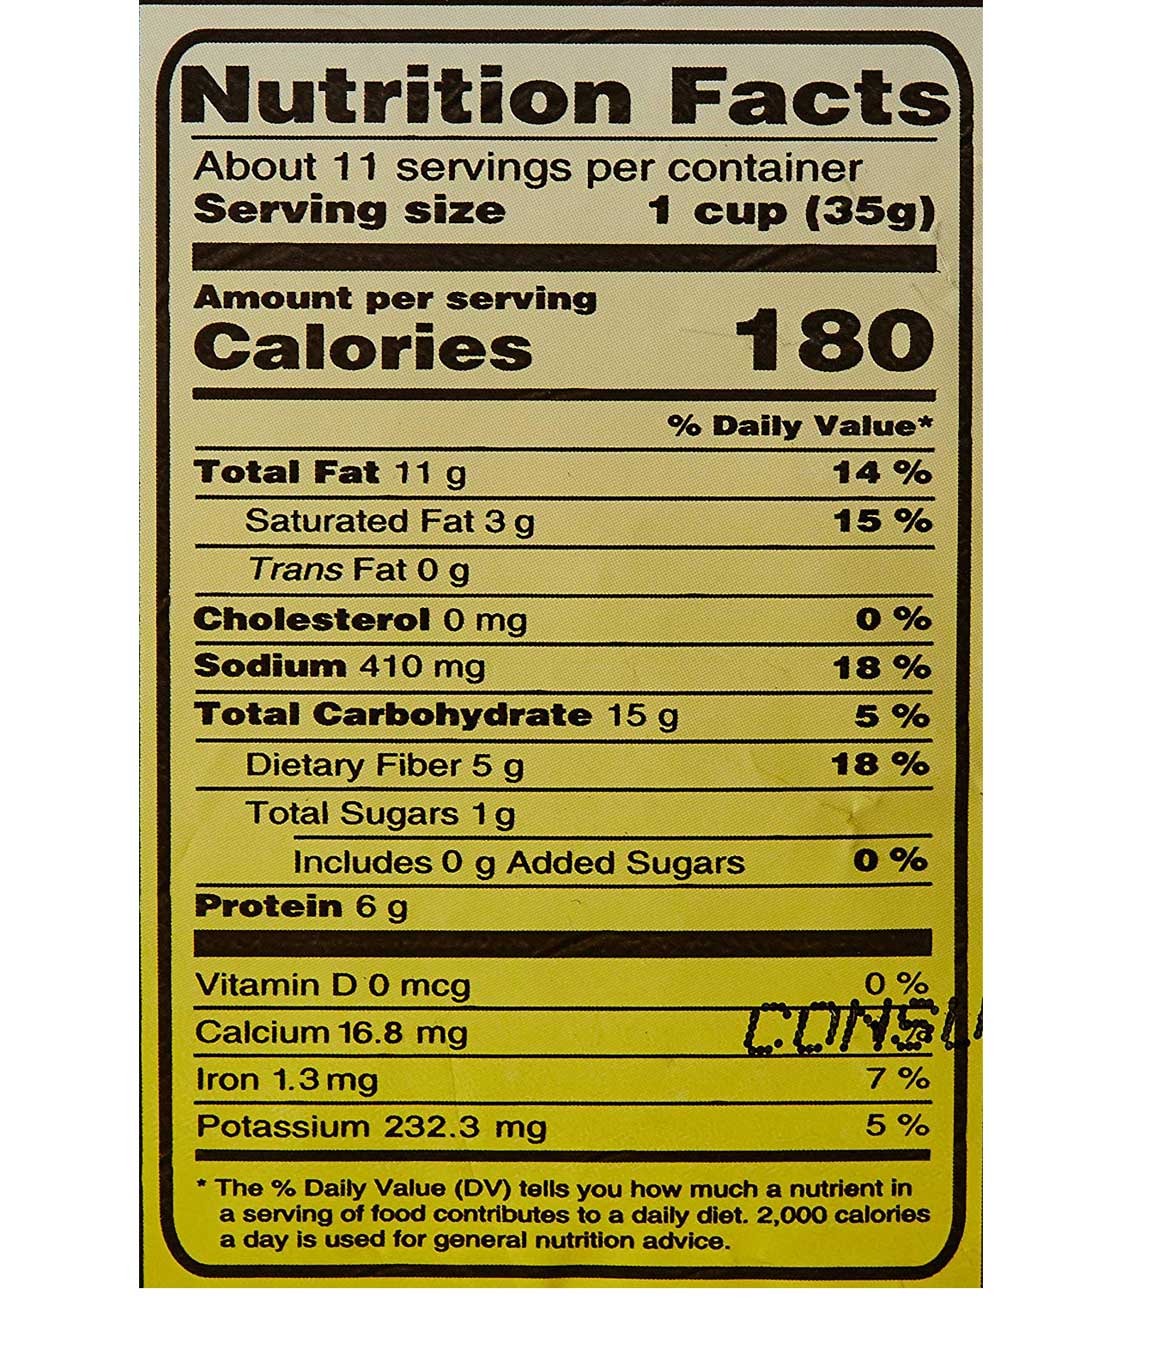 Nutrition Facts
About 11 servings per container
Serving size 1 cup (35g)
Amount per serving
Calories 180
% Daily Value*
Total Fat 11 g 14 %
Saturated Fat 3 g 15 %
Trans Fat 0 g
Cholesterol 0 mg 0 %
Sodium 410 mg 18 %
Total Carbohydrate 15 g 5 %
Dietary Fiber 5 g 18 %
Total Sugars 1 g
Includes 0 g Added Sugars 0 %
Protein 6 g
Vitamin D 0 mcg 0 %
Calcium 16.8 mg
Iron 1.3 mg 7 %
Potassium 232.3 mg 5 %
* The % Daily Value (DV) tells you how much a nutrient in
a serving of food contributes to a daily diet. 2,000 calories
a day is used for general nutrition advice.